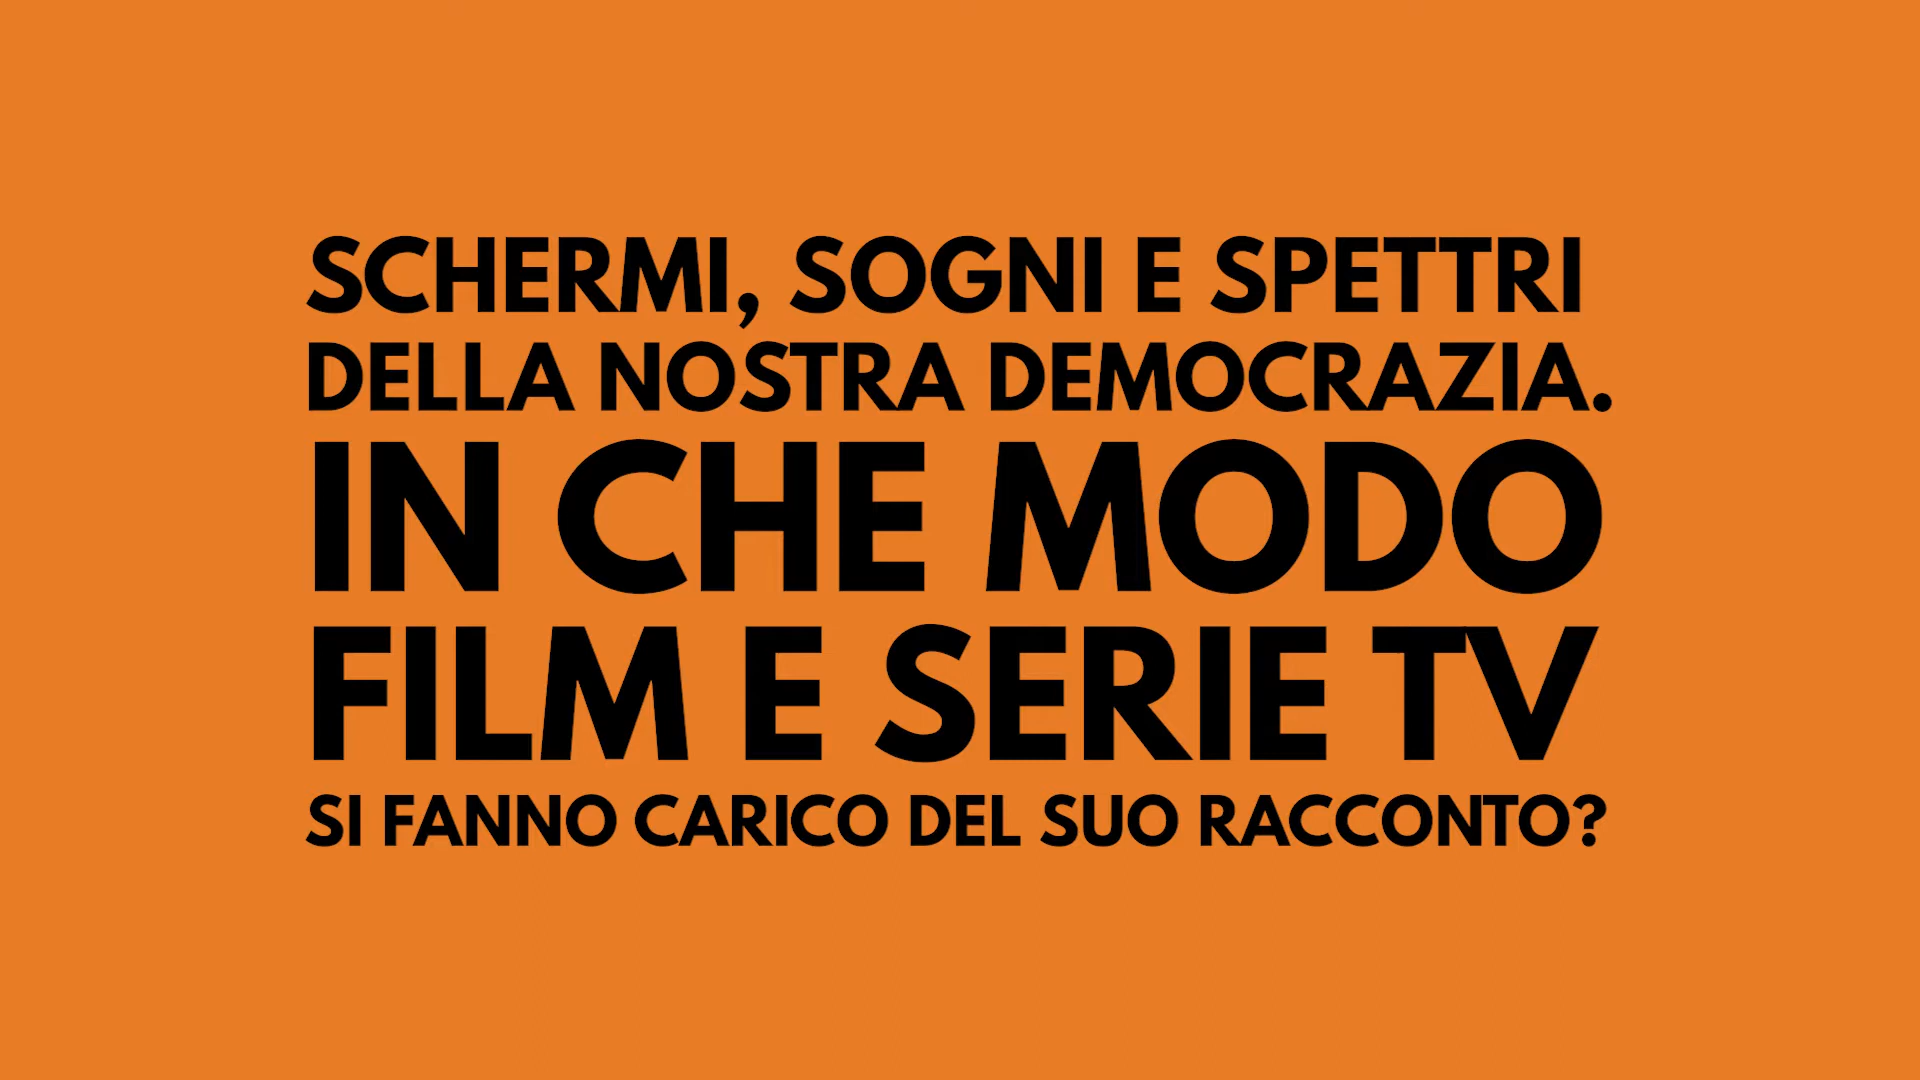 SCHERMI, SOGNI E SPETTRI
DELLA NOSTRA DEMOCRAZIA.
IN CHE MODO
FILM E SERIE TV
SI FANNO CARICO DEL SUO RACCONTO?